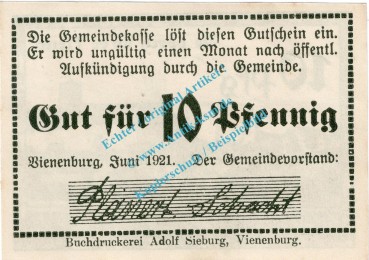 Die Gemeindekasse löst diesen Gutschein ein.
Er wird ungültig einen Monat nach öffentl.
Aufkündigung durch die Gemeinde.
Gut für 10 Pfennig
Vienenburg, Juni 1921. Der Gemeindevorstand:
Buchdruckerei Adolf Sieburg, Vienenburg.